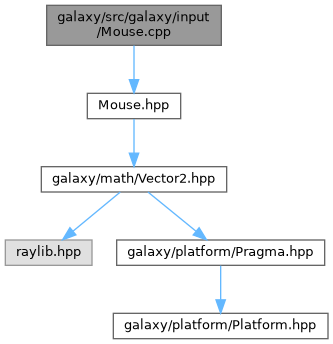 galaxy/src/galaxy/input
/Mouse.cpp
Mouse.hpp
galaxy/math/Vector2.hpp
raylib.hpp
galaxy/platform/Pragma.hpp
galaxy/platform/Platform.hpp